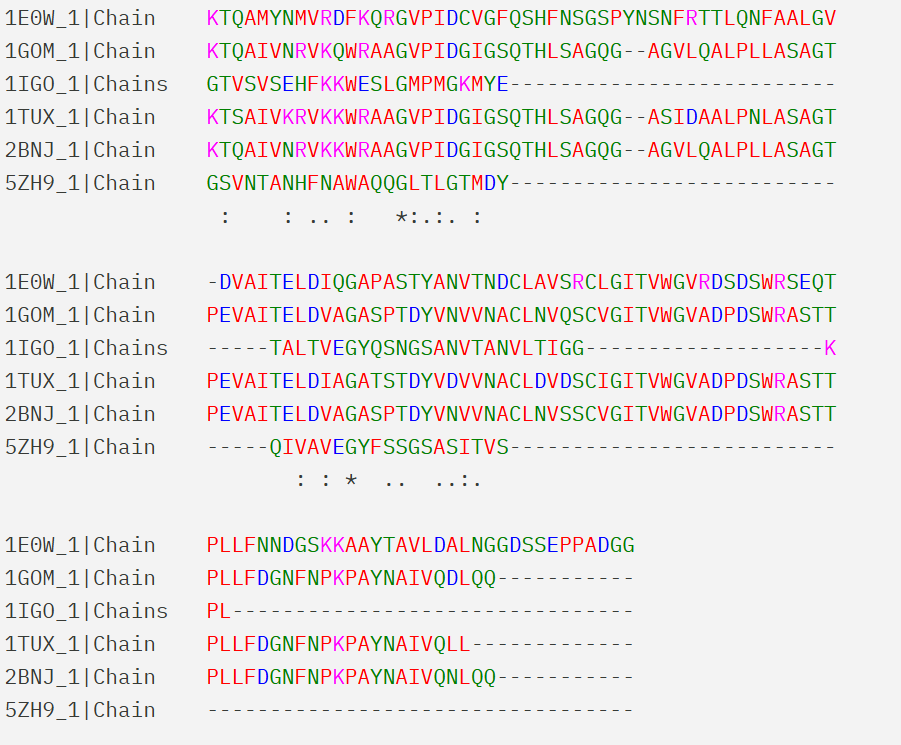 1E0W_1|Chain    KTQAMYNMVRDFKQRGVPIDCVGFQSHFNSGSPYNSNFRTTLQNFAALGV
1GOM_1|Chain    KTQAIVNRVKQWRAAGVPIDGIGSQTHLSAGQG--AGVLQALPLLASAGT
1IGO_1|Chains   GTVSVSEHFKKWESLGMPMGKMYE--------------------------
1TUX_1|Chain    KTSAIVKRVKKWRAAGVPIDGIGSQTHLSAGQG--ASIDAALPNLASAGT
2BNJ_1|Chain    KTQAIVNRVKKWRAAGVPIDGIGSQTHLSAGQG--AGVLQALPLLASAGT
5ZH9_1|Chain    GSVNTANHFNAWAQQGLTLGTMDY--------------------------
                 :    : .. :   *:.:. :
1E0W_1|Chain    -DVAITELDIQGAPASTYANVTNDCLAVSRCLGITVWGVRDSDSWRSEQT
1GOM_1|Chain    PEVAITELDVAGASPTDYVNVVNACLNVQSCVGITVWGVADPDSWRASTT
1IGO_1|Chains   -----TALTVEGYQSNGSANVTANVLTIGG-------------------K
1TUX_1|Chain    PEVAITELDIAGATSTDYVDVVNACLDVDSCIGITVWGVADPDSWRASTT
2BNJ_1|Chain    PEVAITELDVAGASPTDYVNVVNACLNVSSCVGITVWGVADPDSWRASTT
5ZH9_1|Chain    -----QIVAVEGYFSSGSASITVS--------------------------
                       : : *  ..  ..:.
1E0W_1|Chain    PLLFNNDGSKKAAYTAVLDALNGGDSSEPPADGG
1GOM_1|Chain    PLLFDGNFNPKPAYNAIVQDLQQ-----------
1IGO_1|Chains   PL--------------------------------
1TUX_1|Chain    PLLFDGNFNPKPAYNAIVQLL-------------
2BNJ_1|Chain    PLLFDGNFNPKPAYNAIVQNLQQ-----------
5ZH9_1|Chain    ----------------------------------